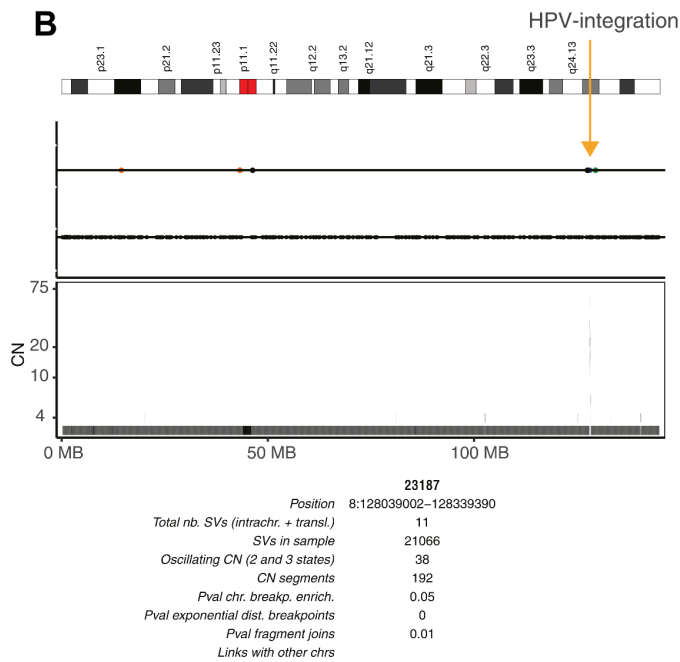 B
HPV-integration
p23.1 p21.2 p11.23 p11.1 q11.22 q12.2 q13.2 q21.12 q21.3 q22.3 q23.3 q24.13
75
20
10
4
CN
0 MB 50 MB 100 MB
23187
Position 8:128039002−128339390
Total nb. SVs (intrachr. + transl.) 11
SVs in sample 21066
Oscillating CN (2 and 3 states) 38
CN segments 192
Pval chr. breakp. enrich. 0.05
Pval exponential dist. breakpoints 0
Pval fragment joins 0.01
Links with other chrs